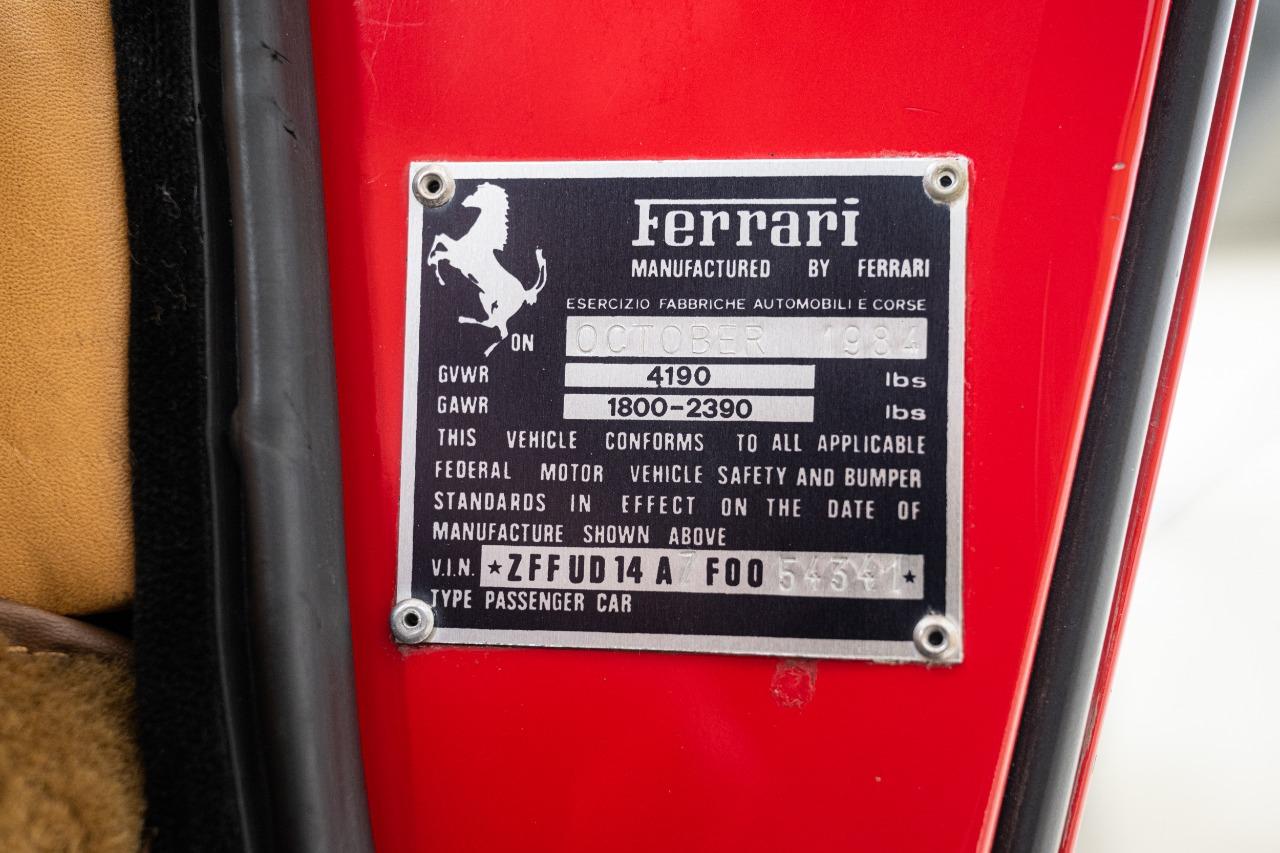 Ferrari
MANUFACTURED BY FERRARI
ESERCIZIO FABBRICHE AUTOMOBILI E CORSE
ON OCTOBER 1984
GVWR 4190 lbs
GAWR 1800-2390 lbs
THIS VEHICLE CONFORMS TO ALL APPLICABLE
FEDERAL MOTOR VEHICLE SAFETY AND BUMPER
STANDARDS IN EFFECT ON THE DATE OF
MANUFACTURE SHOWN ABOVE
V.I.N. ★ZFFUD14A7F0054341★
TYPE PASSENGER CAR